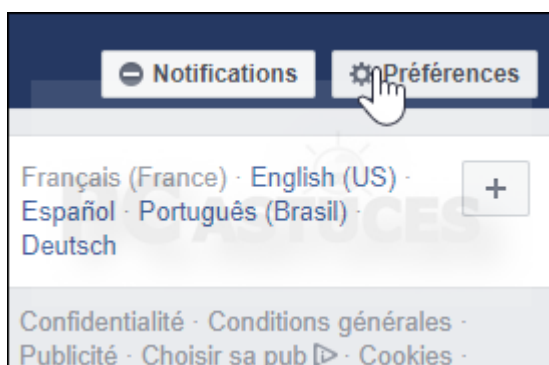 Notifications Préférences
Français (France) · English (US) ·
Español · Português (Brasil) ·
Deutsch
+
PC ASTUCES
Confidentialité · Conditions générales ·
Publicité · Choisir sa pub · Cookies ·